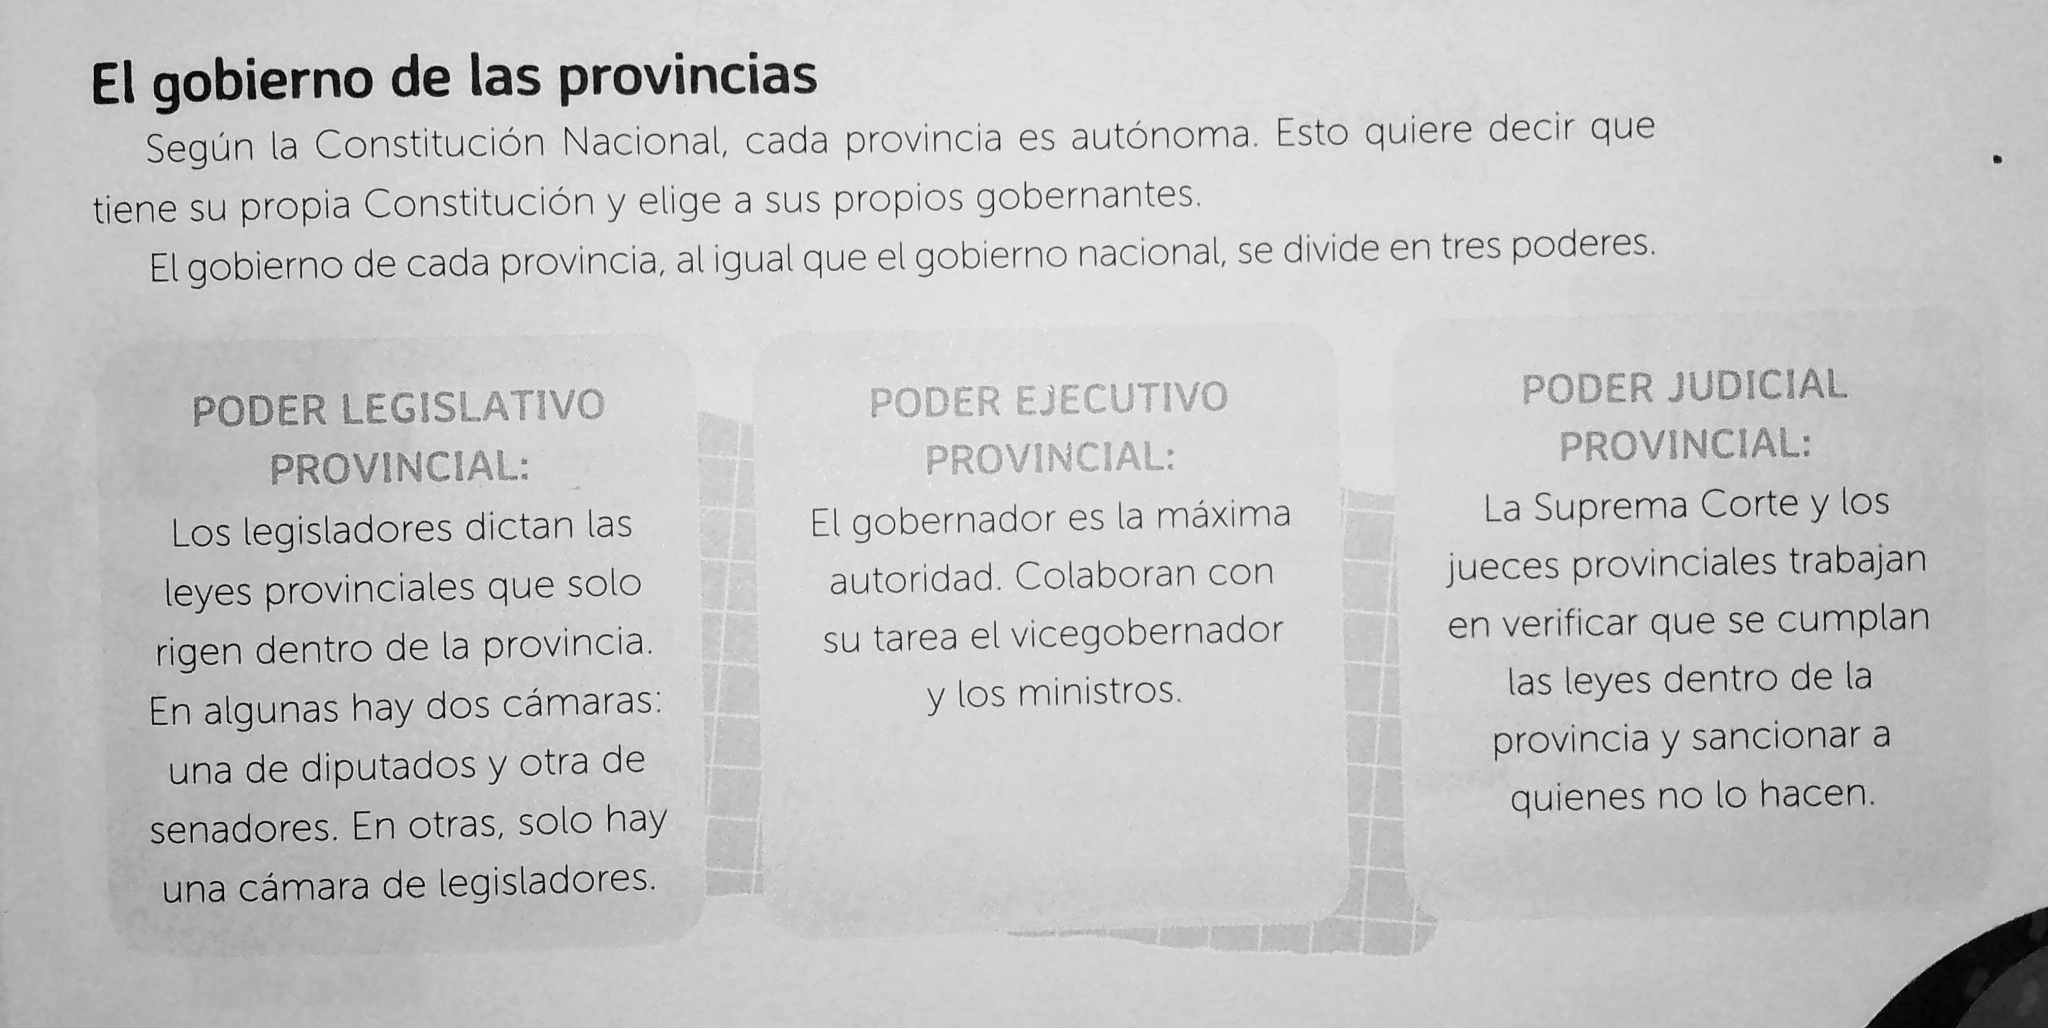 El gobierno de las provincias
Según la Constitución Nacional, cada provincia es autónoma. Esto quiere decir que
tiene su propia Constitución y elige a sus propios gobernantes.
El gobierno de cada provincia, al igual que el gobierno nacional, se divide en tres poderes.
PODER LEGISLATIVO
PROVINCIAL:
Los legisladores dictan las
leyes provinciales que solo
rigen dentro de la provincia.
En algunas hay dos cámaras:
una de diputados y otra de
senadores. En otras, solo hay
una cámara de legisladores.
PODER EJECUTIVO
PROVINCIAL:
El gobernador es la máxima
autoridad. Colaboran con
su tarea el vicegobernador
y los ministros.
PODER JUDICIAL
PROVINCIAL:
La Suprema Corte y los
jueces provinciales trabajan
en verificar que se cumplan
las leyes dentro de la
provincia y sancionar a
quienes no lo hacen.